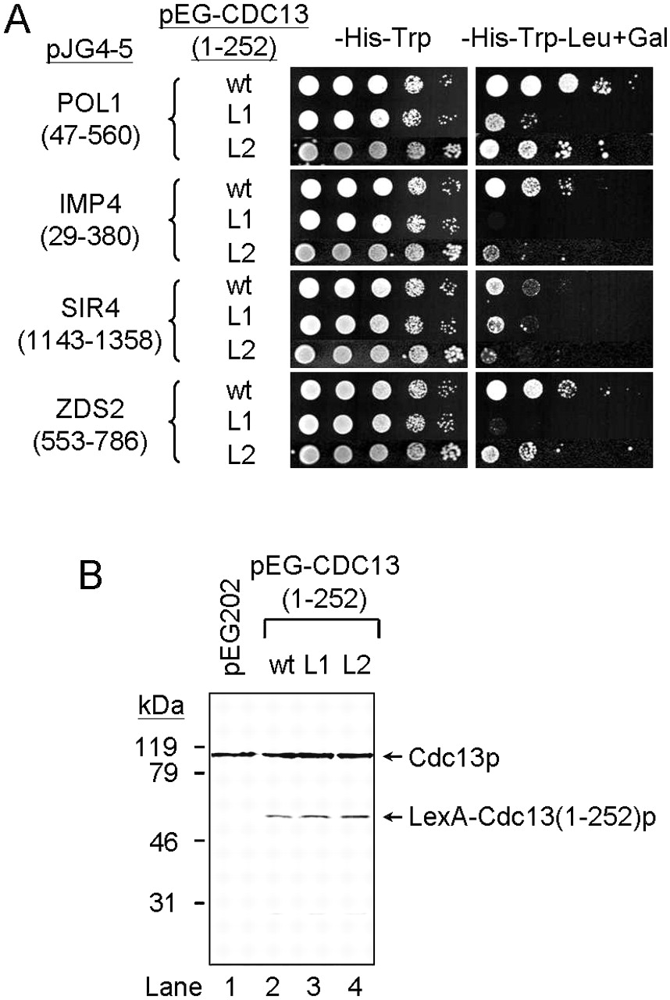 A
pJG4-5
pEG-CDC13
(1-252)
-His-Trp
-His-Trp-Leu+Gal
POL1
(47-560)
wt
L1
L2
IMP4
(29-380)
wt
L1
L2
SIR4
(1143-1358)
wt
L1
L2
ZDS2
(553-786)
wt
L1
L2
B
pEG202
pEG-CDC13
(1-252)
wt L1 L2
kDa
119
79
46
31
Cdc13p
LexA-Cdc13(1-252)p
Lane 1 2 3 4